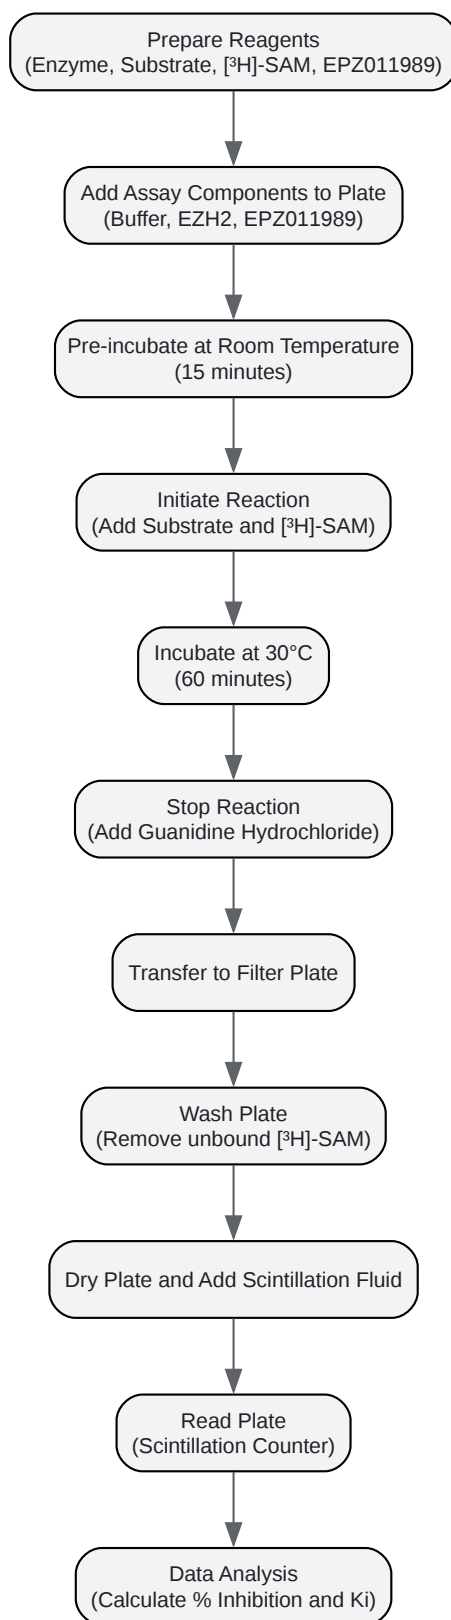 Prepare Reagents
(Enzyme, Substrate, [³H]-SAM, EPZ011989)
Add Assay Components to Plate
(Buffer, EZH2, EPZ011989)
Pre-incubate at Room Temperature
(15 minutes)
Initiate Reaction
(Add Substrate and [³H]-SAM)
Incubate at 30°C
(60 minutes)
Stop Reaction
(Add Guanidine Hydrochloride)
Transfer to Filter Plate
Wash Plate
(Remove unbound [³H]-SAM)
Dry Plate and Add Scintillation Fluid
Read Plate
(Scintillation Counter)
Data Analysis
(Calculate % Inhibition and Ki)